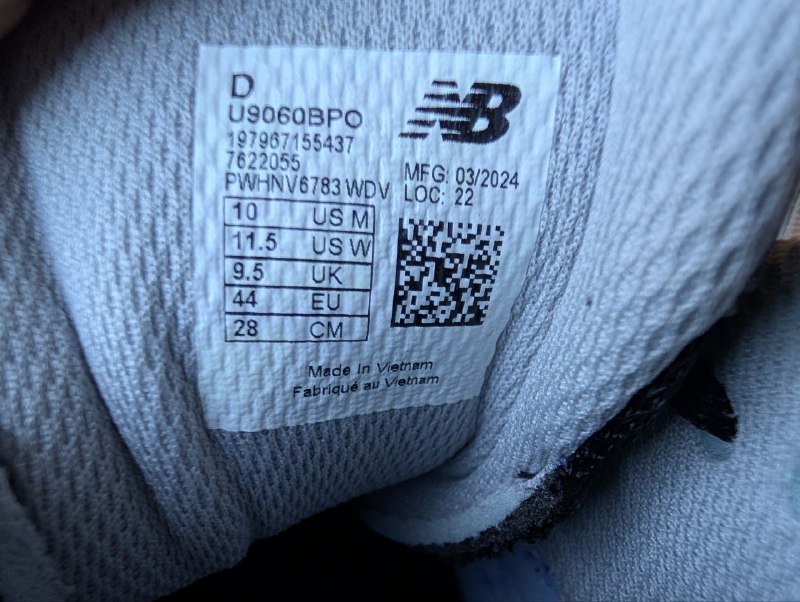 D
U9060BPO
197967155437
7622055
PWHNV6783 WDV
NB
MFG: 03/2024
LOC: 22
10 US M
11.5 US W
9.5 UK
44 EU
28 CM
Made In Vietnam
Fabriqué au Vietnam